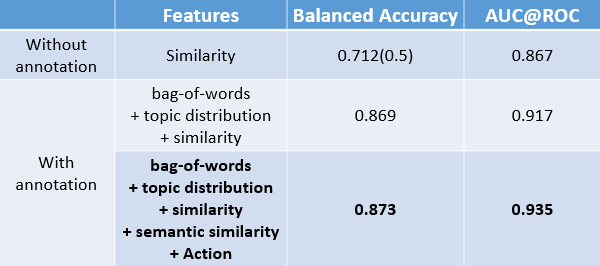 Features Balanced Accuracy AUC@ROC
Without
annotation
Similarity 0.712(0.5) 0.867
With
annotation
bag-of-words
+ topic distribution
+ similarity
0.869 0.917
bag-of-words
+ topic distribution
+ similarity
+ semantic similarity
+ Action
0.873 0.935